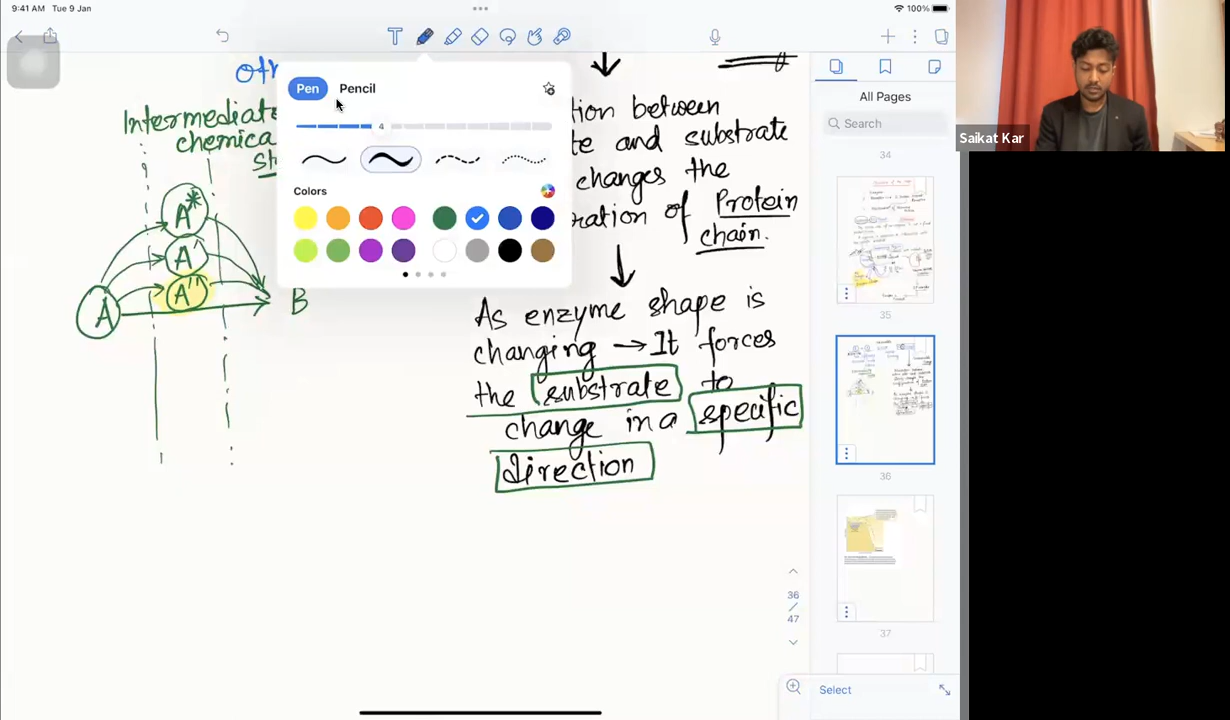 9:41 AM Tue 9 Jan
100%
All Pages
Search
34
35
36
37
Select
36
/
47
Saikat Kar
Pen
Pencil
4
Colors
Intermediat
chemica
A*
A'
A"
A
B
tion between
te and substrate
changes the
ration of Protein
chain.
As enzyme shape is
changing → It forces
the substrate to
change in a specific
direction